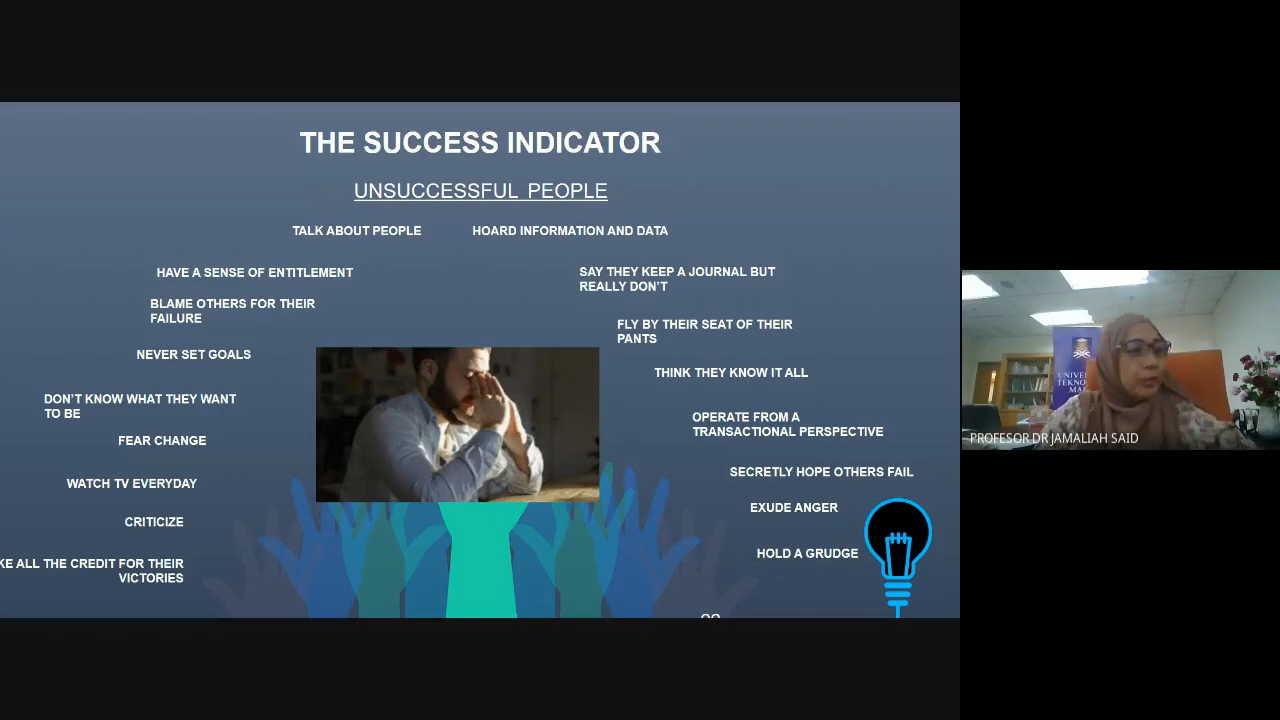 THE SUCCESS INDICATOR
UNSUCCESSFUL PEOPLE
TALK ABOUT PEOPLE
HOARD INFORMATION AND DATA
HAVE A SENSE OF ENTITLEMENT
SAY THEY KEEP A JOURNAL BUT
REALLY DON'T
BLAME OTHERS FOR THEIR
FAILURE
FLY BY THEIR SEAT OF THEIR
PANTS
NEVER SET GOALS
THINK THEY KNOW IT ALL
DON'T KNOW WHAT THEY WANT
TO BE
OPERATE FROM A
TRANSACTIONAL PERSPECTIVE
FEAR CHANGE
SECRETLY HOPE OTHERS FAIL
WATCH TV EVERYDAY
EXUDE ANGER
CRITICIZE
HOLD A GRUDGE
ALL THE CREDIT FOR THEIR
VICTORIES
PROFESOR DR JAMALIAH SAID